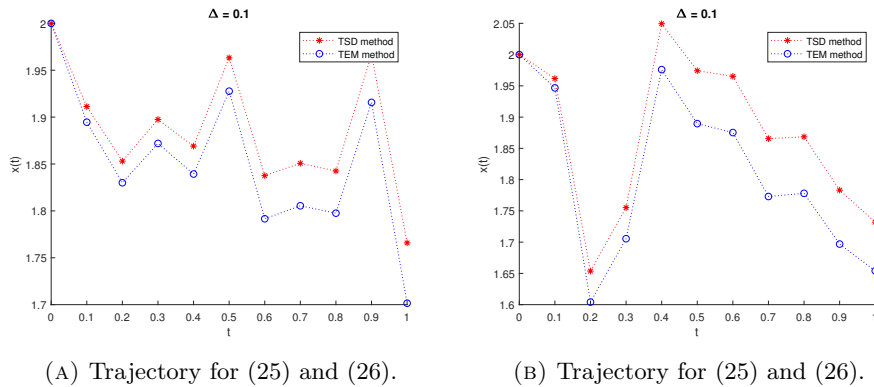 Δ = 0.1
2
1.95
1.9
1.85
1.8
1.75
1.7
x(t)
TSD method
TEM method
0 0.1 0.2 0.3 0.4 0.5 0.6 0.7 0.8 0.9 1
t
(A) Trajectory for (25) and (26).
Δ = 0.1
2.05
2
1.95
1.9
1.85
1.8
1.75
1.7
1.65
1.6
x(t)
TSD method
TEM method
0 0.1 0.2 0.3 0.4 0.5 0.6 0.7 0.8 0.9 1
t
(B) Trajectory for (25) and (26).